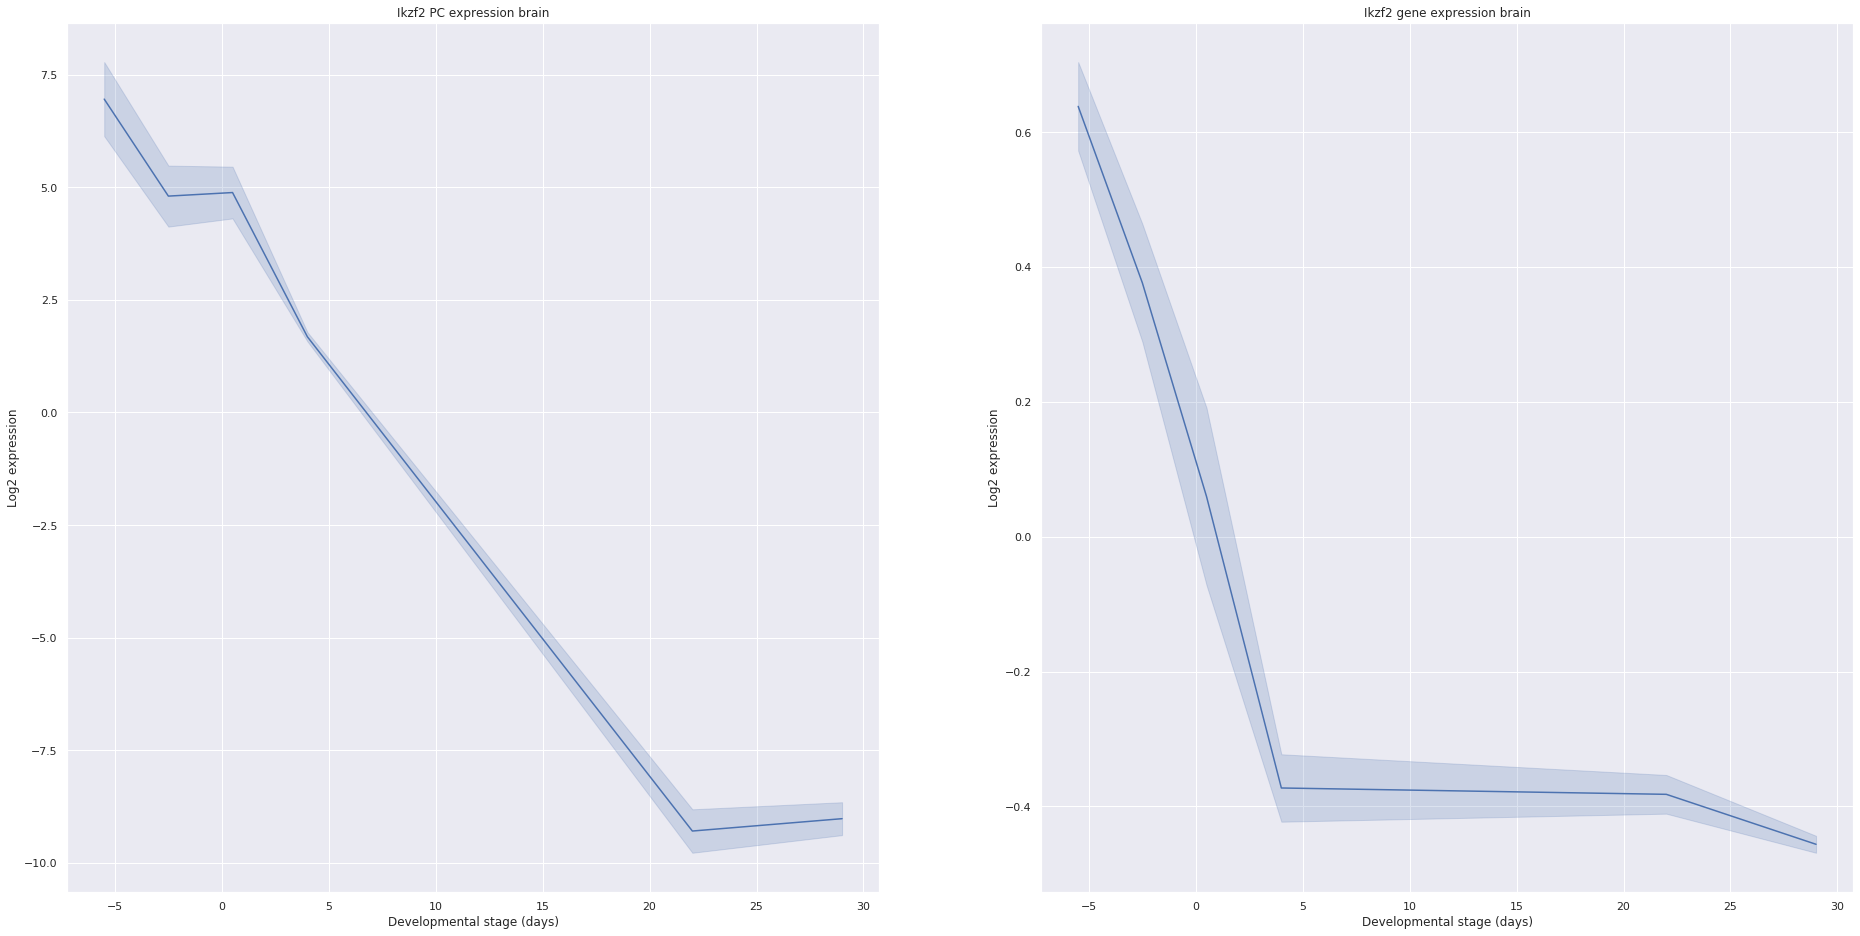 Ikzf2 PC expression brain
Log2 expression
7.5
5.0
2.5
0.0
−2.5
−5.0
−7.5
−10.0
−5 0 5 10 15 20 25 30
Developmental stage (days)
Ikzf2 gene expression brain
Log2 expression
0.6
0.4
0.2
0.0
−0.2
−0.4
−5 0 5 10 15 20 25 30
Developmental stage (days)